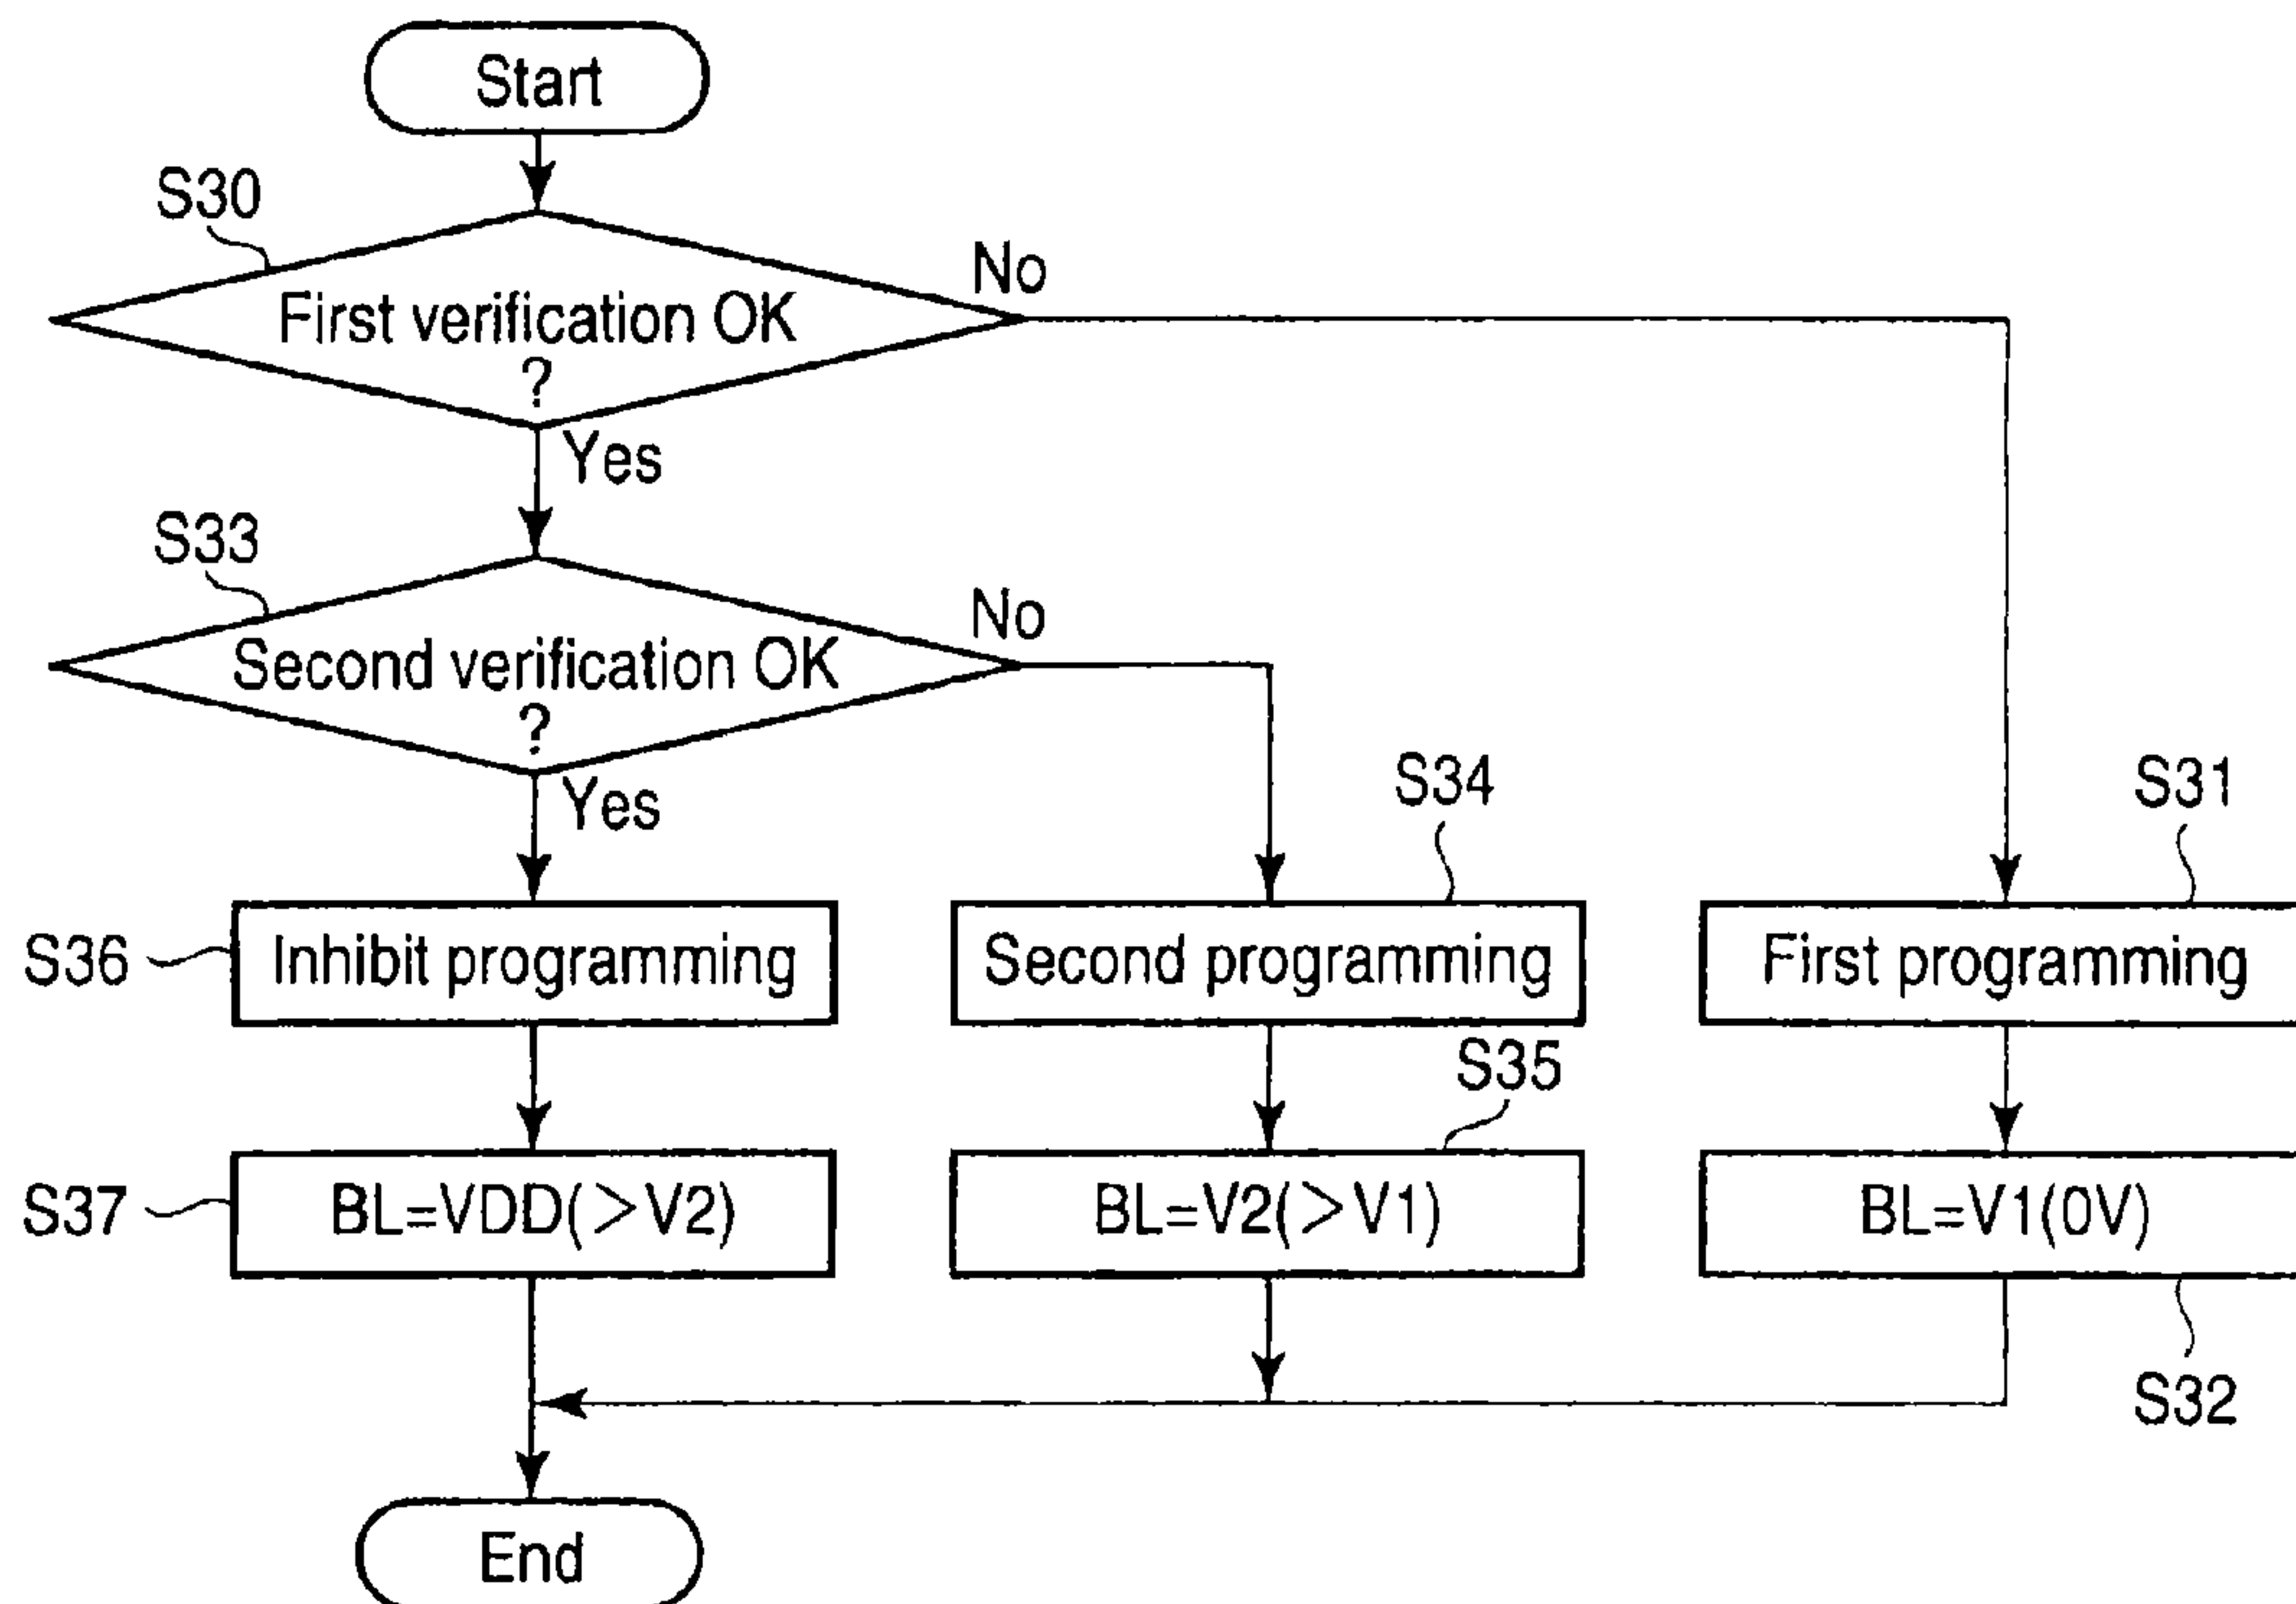 Start
S30
First verification OK
?
No
Yes
S33
Second verification OK
?
No
Yes
S34
S31
S36
Inhibit programming
Second programming
First programming
S35
S37
BL=VDD(>V2)
BL=V2(>V1)
BL=V1(0V)
S32
End